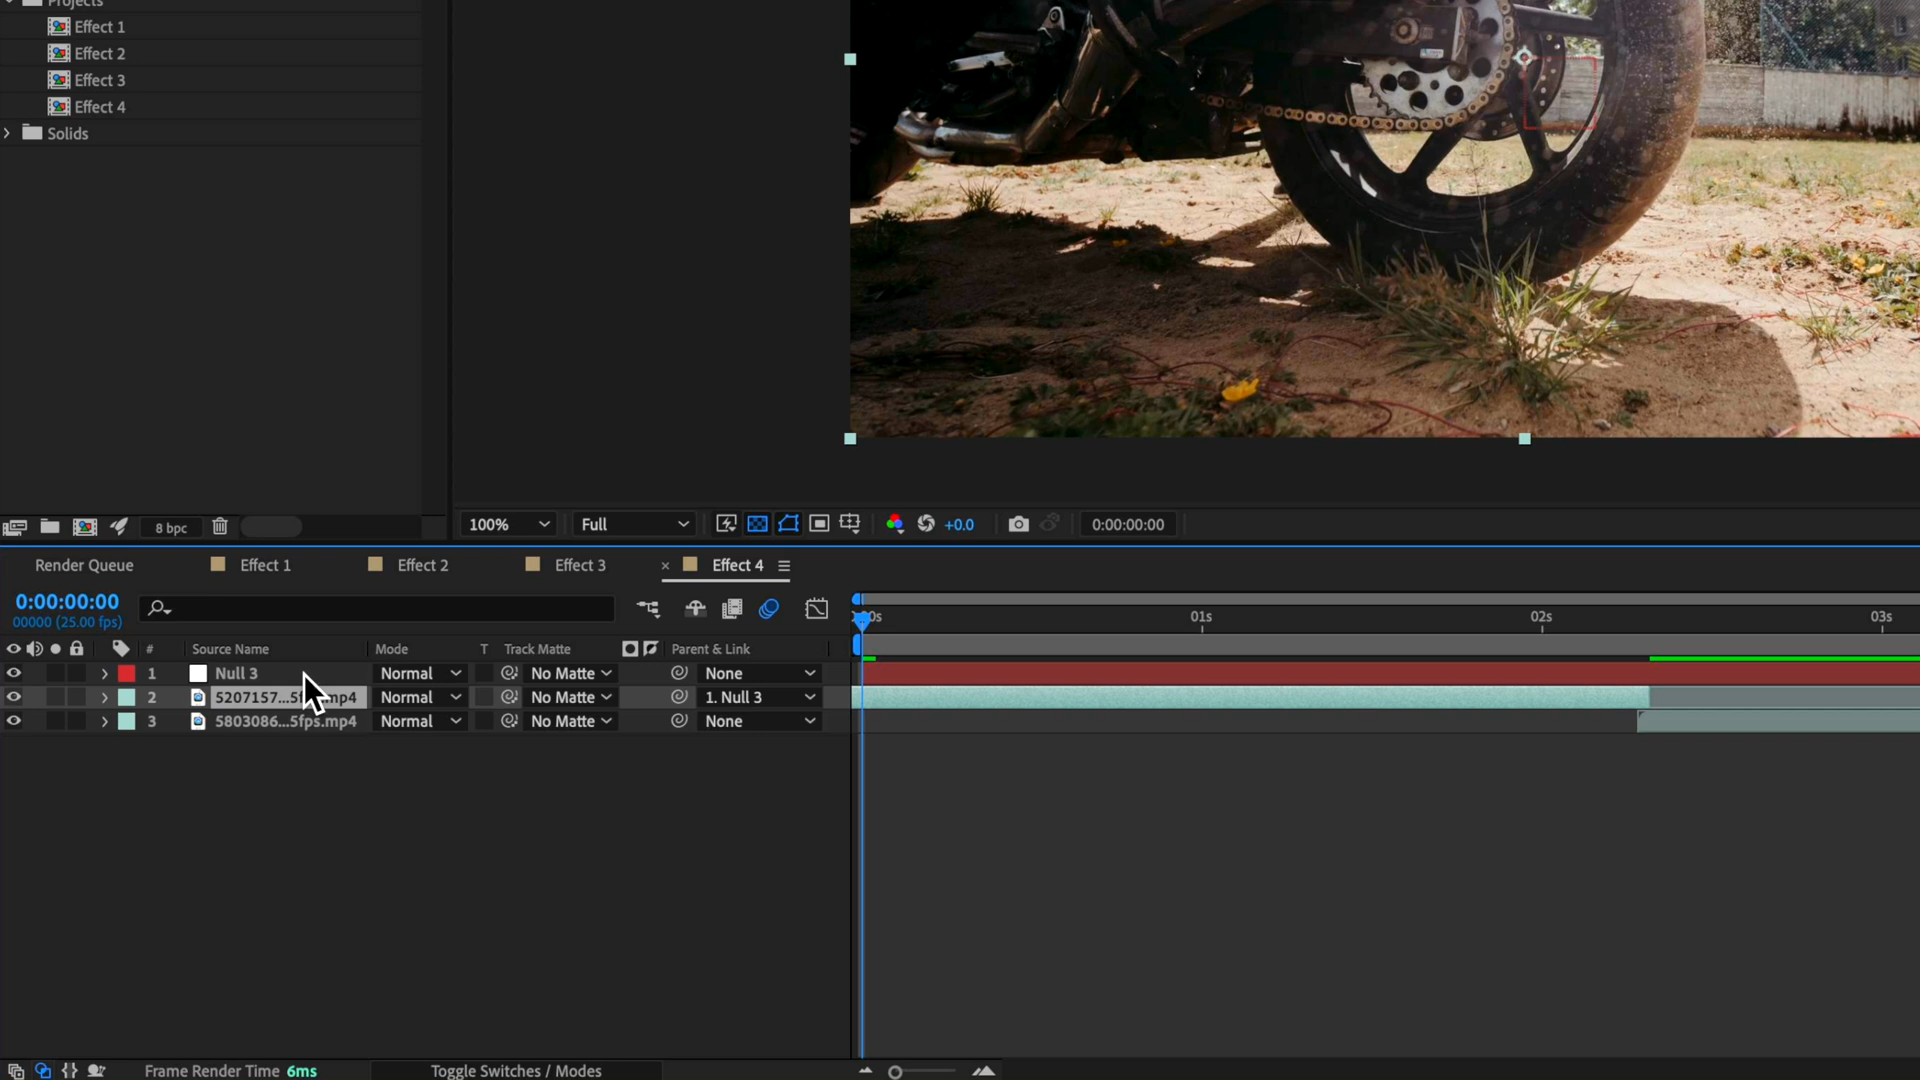 Projects
Effect 1
Effect 2
Effect 3
Effect 4
Solids
8 bpc
100%
Full
+0.0
0:00:00:00
Render Queue
Effect 1
Effect 2
Effect 3
× Effect 4
0:00:00:00
00000 (25.00 fps)
01s
02s
03s
# Source Name Mode T Track Matte Parent & Link
1 Null 3 Normal No Matte None
2 5207157... Normal No Matte 1. Null 3
3 5803086...5fps.mp4 Normal No Matte None
Frame Render Time 6ms
Toggle Switches / Modes